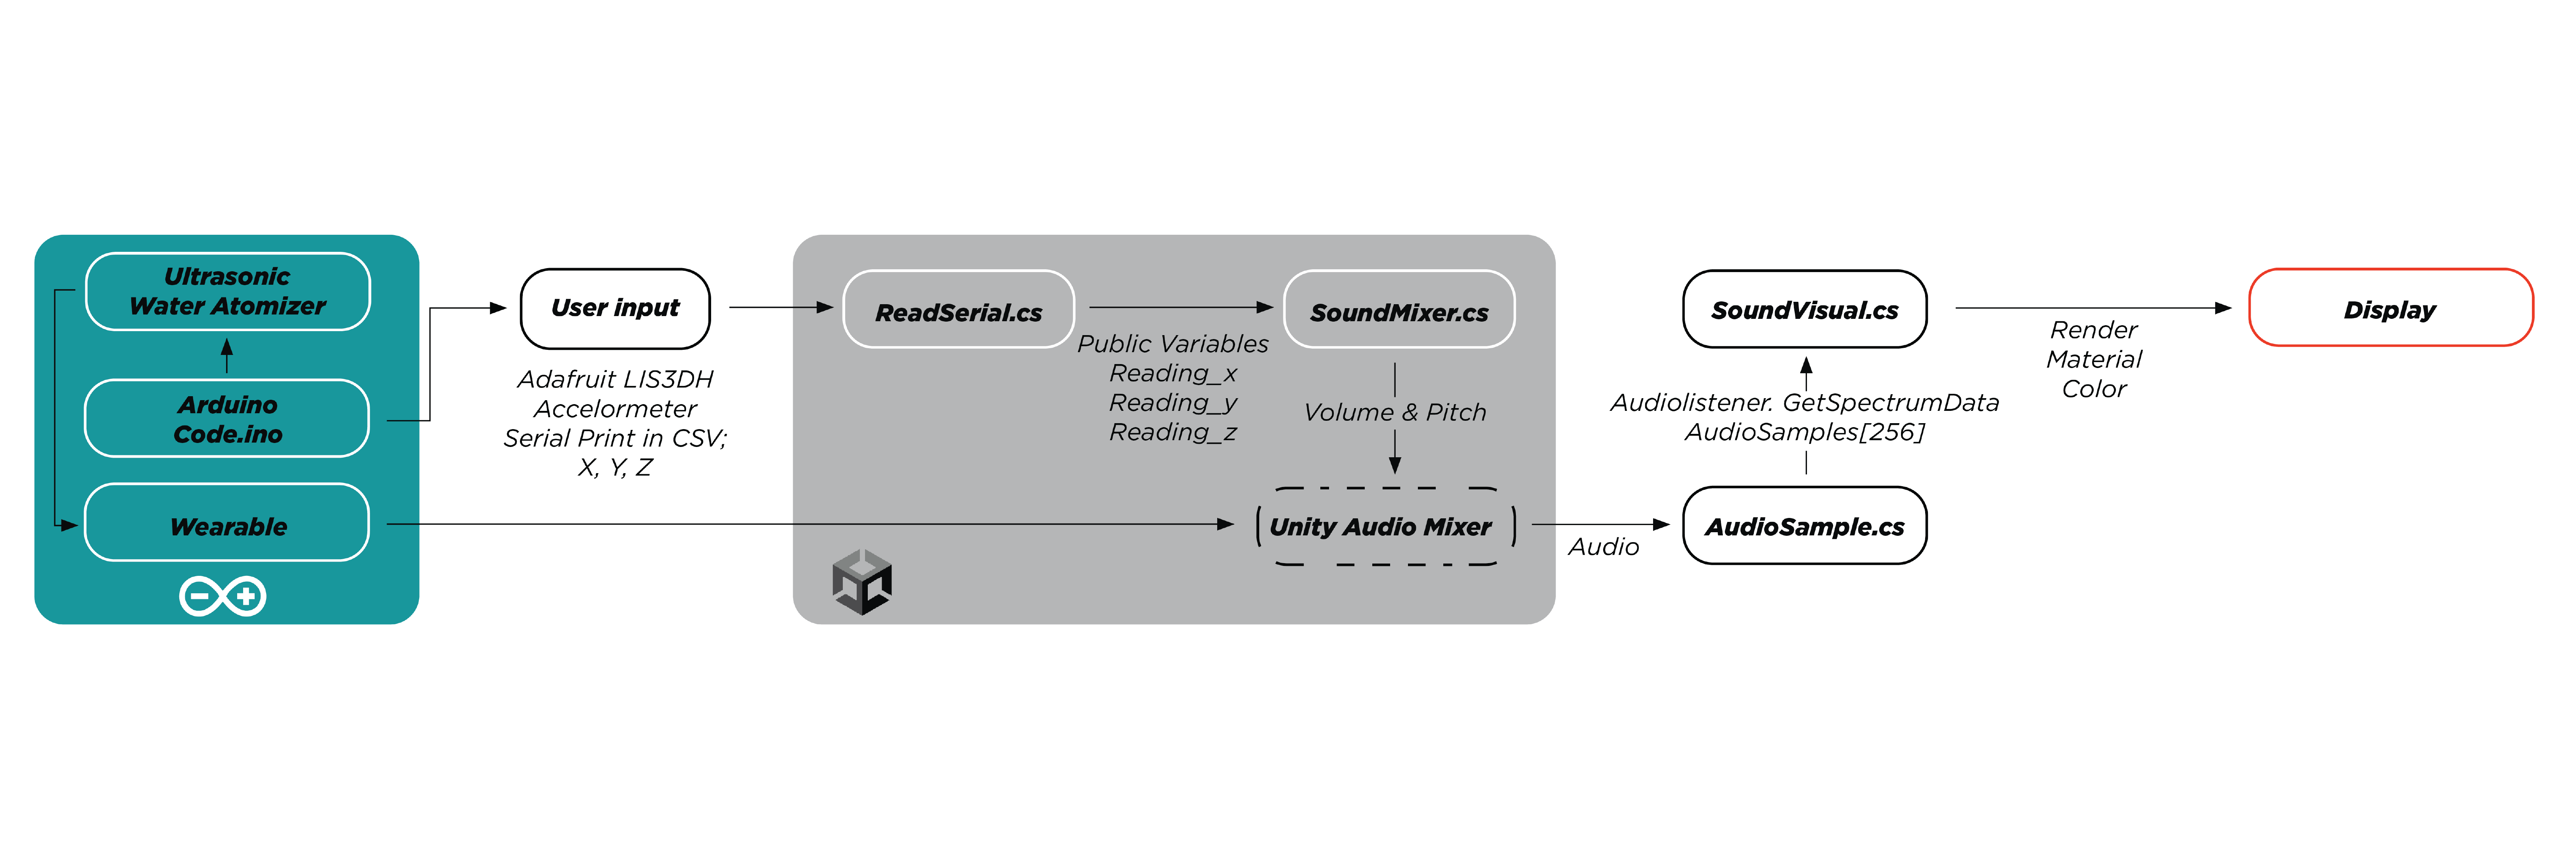 Ultrasonic
Water Atomizer
Arduino
Code.ino
Wearable
User input
Adafruit LIS3DH
Accelormeter
Serial Print in CSV;
X, Y, Z
ReadSerial.cs
Public Variables
Reading_x
Reading_y
Reading_z
SoundMixer.cs
Volume & Pitch
Unity Audio Mixer
Audio
SoundVisual.cs
Audiolistener. GetSpectrumData
AudioSamples[256]
AudioSample.cs
Render
Material
Color
Display